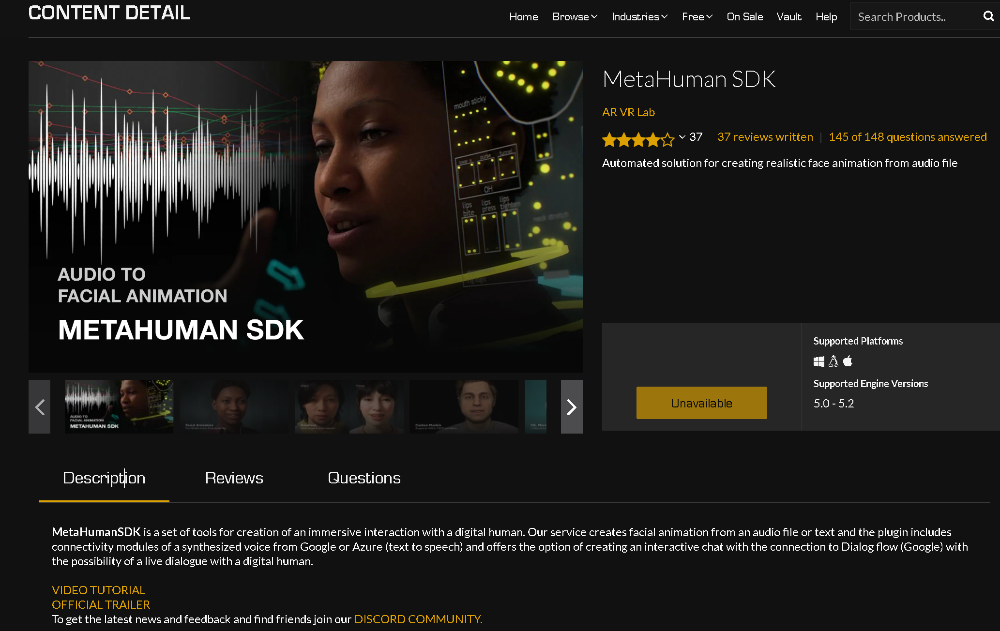 CONTENT DETAIL
Home Browse Industries Free On Sale Vault Help Search Products..
mouth sticky
purse funnel
OH
lips bite lips press lips tighten
neck stretch
AUDIO TO
FACIAL ANIMATION
METAHUMAN SDK
MetaHuman SDK
AR VR Lab
37 37 reviews written | 145 of 148 questions answered
Automated solution for creating realistic face animation from audio file
Unavailable
Supported Platforms
Supported Engine Versions
5.0 - 5.2
AUDIO TO
FACIAL ANIMATION
METAHUMAN SDK
Facial Animation
Custom Models
Description Reviews Questions
MetaHumanSDK is a set of tools for creation of an immersive interaction with a digital human. Our service creates facial animation from an audio file or text and the plugin includes
connectivity modules of a synthesized voice from Google or Azure (text to speech) and offers the option of creating an interactive chat with the connection to Dialog flow (Google) with
the possibility of a live dialogue with a digital human.
VIDEO TUTORIAL
OFFICIAL TRAILER
To get the latest news and feedback and find friends join our DISCORD COMMUNITY.